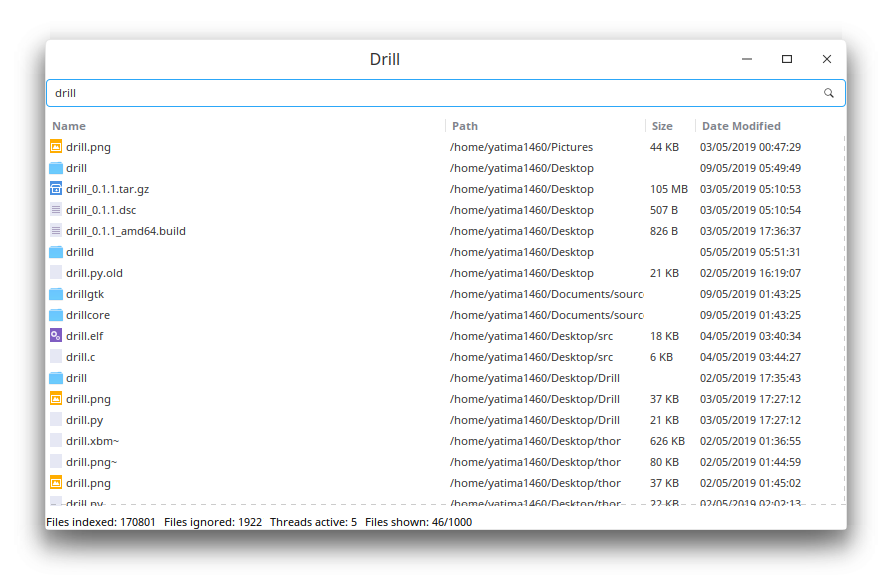 Drill
drill
Name Path Size Date Modified
drill.png /home/yatima1460/Pictures 44 KB 03/05/2019 00:47:29
drill /home/yatima1460/Desktop 09/05/2019 05:49:49
drill_0.1.1.tar.gz /home/yatima1460/Desktop 105 MB 03/05/2019 05:10:53
drill_0.1.1.dsc /home/yatima1460/Desktop 507 B 03/05/2019 05:10:54
drill_0.1.1_amd64.build /home/yatima1460/Desktop 826 B 03/05/2019 17:36:37
drilld /home/yatima1460/Desktop 05/05/2019 05:51:31
drill.py.old /home/yatima1460/Desktop 21 KB 02/05/2019 16:19:07
drillgtk /home/yatima1460/Documents/sourc 09/05/2019 01:43:25
drillcore /home/yatima1460/Documents/sourc 09/05/2019 01:43:25
drill.elf /home/yatima1460/Desktop/src 18 KB 04/05/2019 03:40:34
drill.c /home/yatima1460/Desktop/src 6 KB 04/05/2019 03:44:27
drill /home/yatima1460/Desktop/Drill 02/05/2019 17:35:43
drill.png /home/yatima1460/Desktop/Drill 37 KB 03/05/2019 17:27:12
drill.py /home/yatima1460/Desktop/Drill 21 KB 03/05/2019 17:27:12
drill.xbm~ /home/yatima1460/Desktop/thor 626 KB 02/05/2019 01:36:55
drill.png~ /home/yatima1460/Desktop/thor 80 KB 02/05/2019 01:44:59
drill.png /home/yatima1460/Desktop/thor 37 KB 02/05/2019 01:45:02
drill.py /home/yatima1460/Desktop/thor 22 KB 02/05/2019 02:02:13
Files indexed: 170801 Files ignored: 1922 Threads active: 5 Files shown: 46/1000